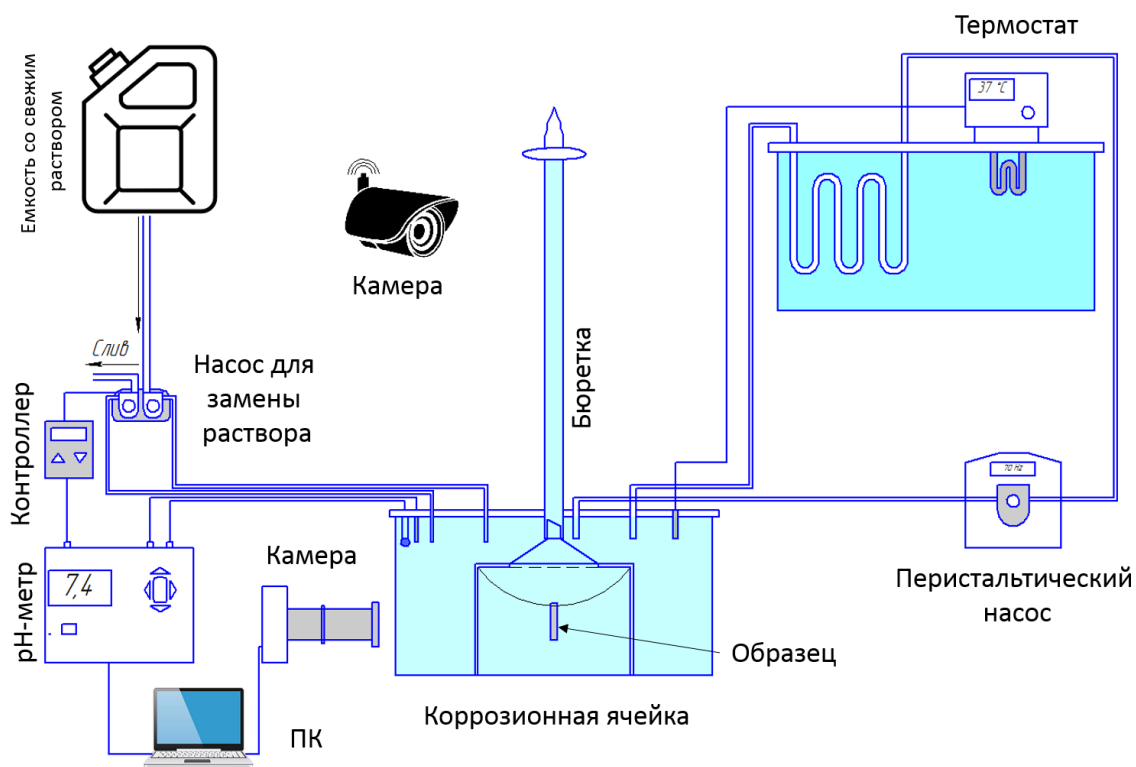 Термостат
37 °C
Емкость со свежим
раствором
Камера
Слив
Насос для
замены
раствора
Бюретка
Контроллер
70 Hz
pH-метр
7,4
Камера
Перистальтический
насос
Образец
Коррозионная ячейка
ПК